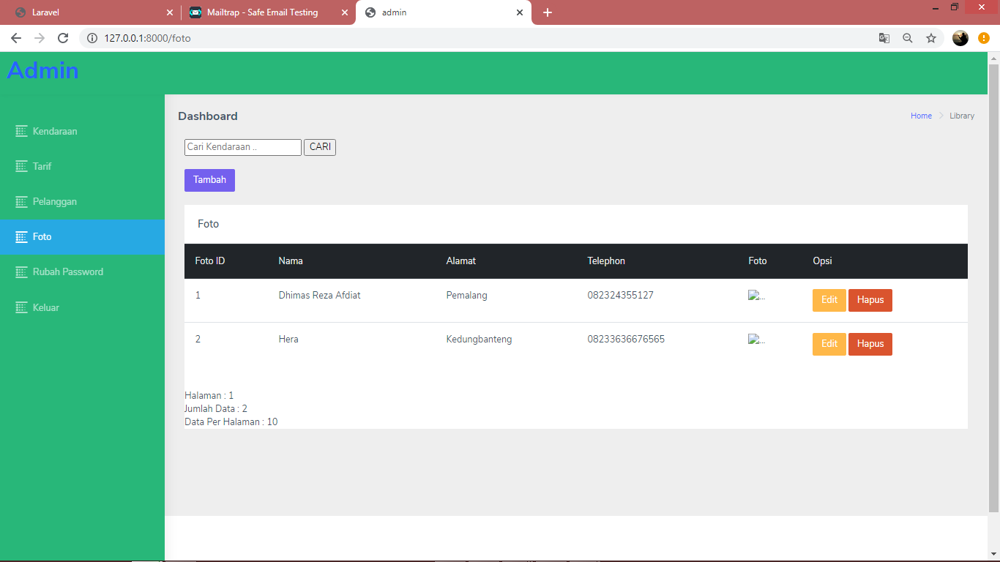 Laravel
Mailtrap - Safe Email Testing
admin
127.0.0.1:8000/foto
Admin
Kendaraan
Tarif
Pelanggan
Foto
Rubah Password
Keluar
Dashboard
Home Library
Cari Kendaraan ..
CARI
Tambah
Foto
Foto ID Nama Alamat Telephon Foto Opsi
1 Dhimas Reza Afdiat Pemalang 082324355127 ... Edit Hapus
2 Hera Kedungbanteng 08233636676565 ... Edit Hapus
Halaman : 1
Jumlah Data : 2
Data Per Halaman : 10